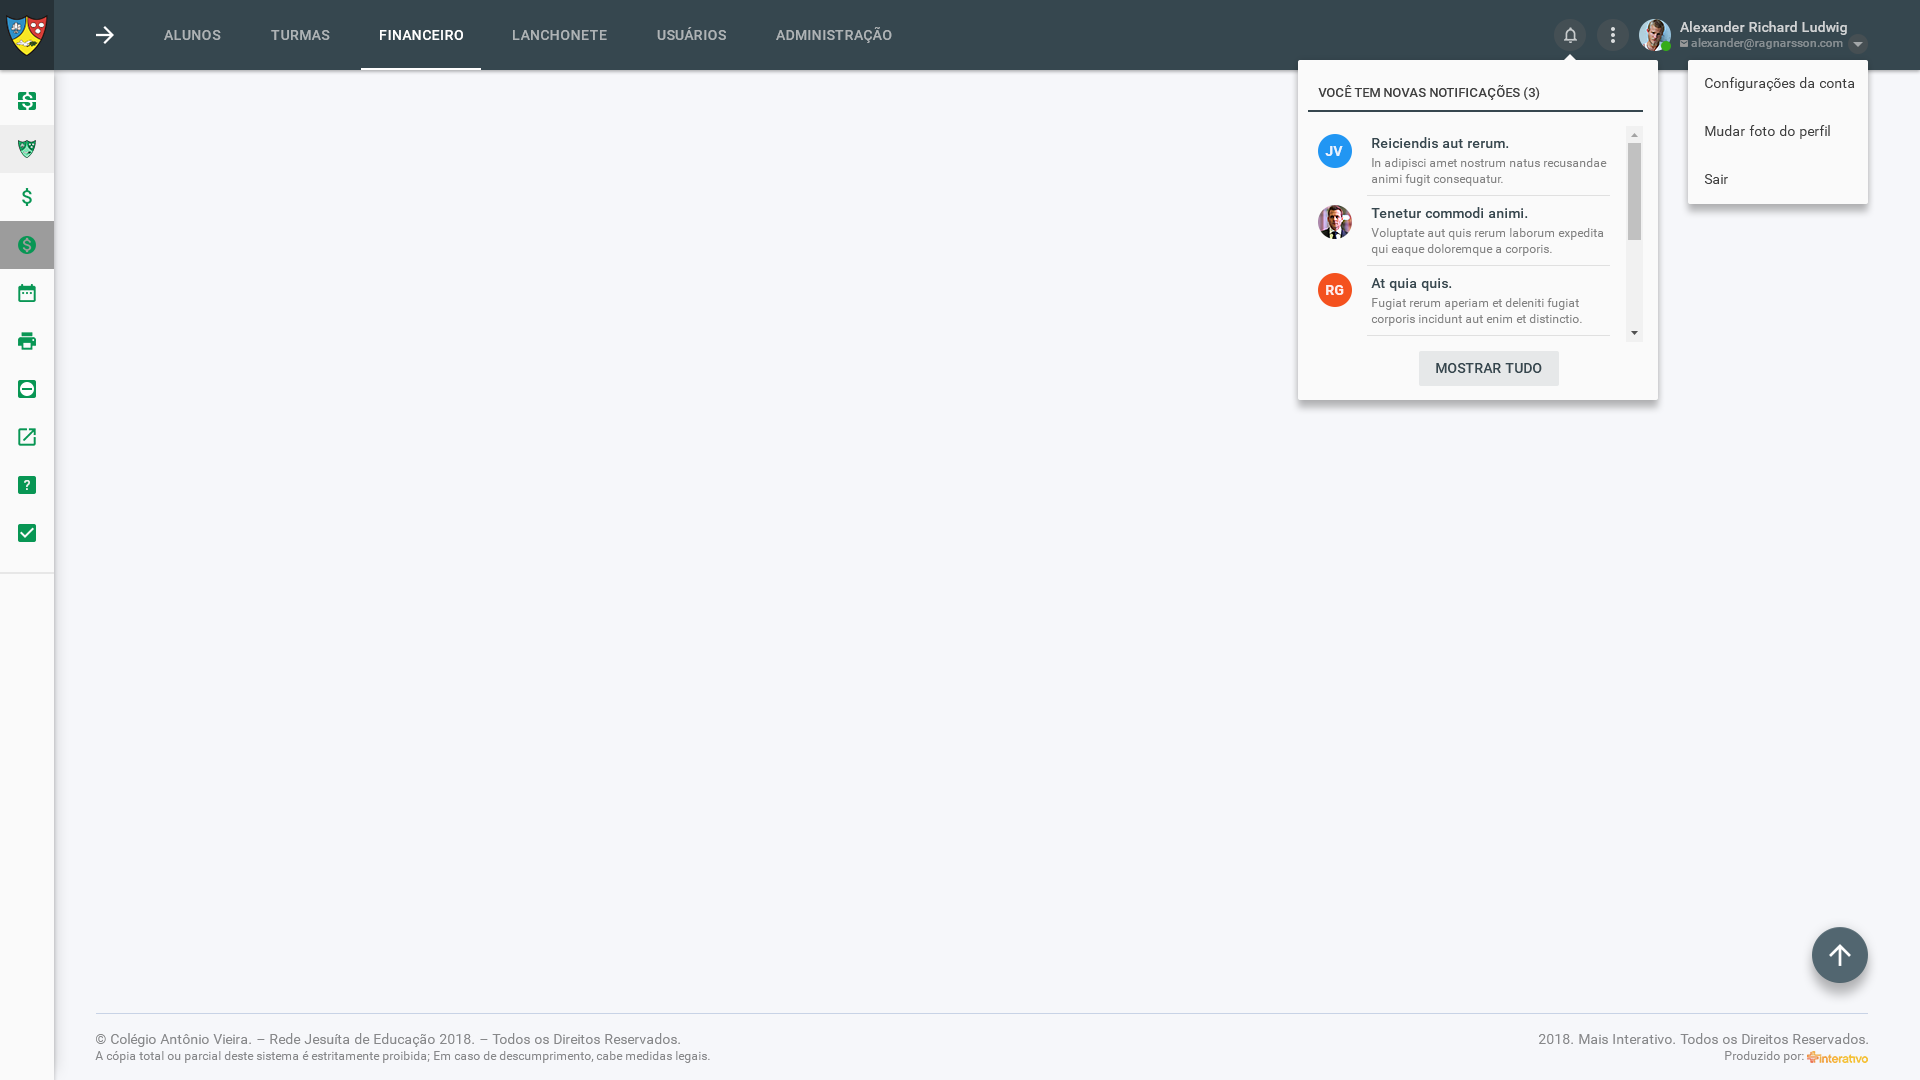 ALUNOS
TURMAS
FINANCEIRO
LANCHONETE
USUÁRIOS
ADMINISTRAÇÃO
Alexander Richard Ludwig
alexander@ragnarsson.com
VOCÊ TEM NOVAS NOTIFICAÇÕES (3)
JV
Reiciendis aut rerum.
In adipisci amet nostrum natus recusandae
animi fugit consequatur.
Tenetur commodi animi.
Voluptate aut quis rerum laborum expedita
qui eaque doloremque a corporis.
RG
At quia quis.
Fugiat rerum aperiam et deleniti fugiat
corporis incidunt aut enim et distinctio.
MOSTRAR TUDO
Configurações da conta
Mudar foto do perfil
Sair
© Colégio Antônio Vieira. – Rede Jesuíta de Educação 2018. – Todos os Direitos Reservados.
A cópia total ou parcial deste sistema é estritamente proibida; Em caso de descumprimento, cabe medidas legais.
2018. Mais Interativo. Todos os Direitos Reservados.
Produzido por: interativo